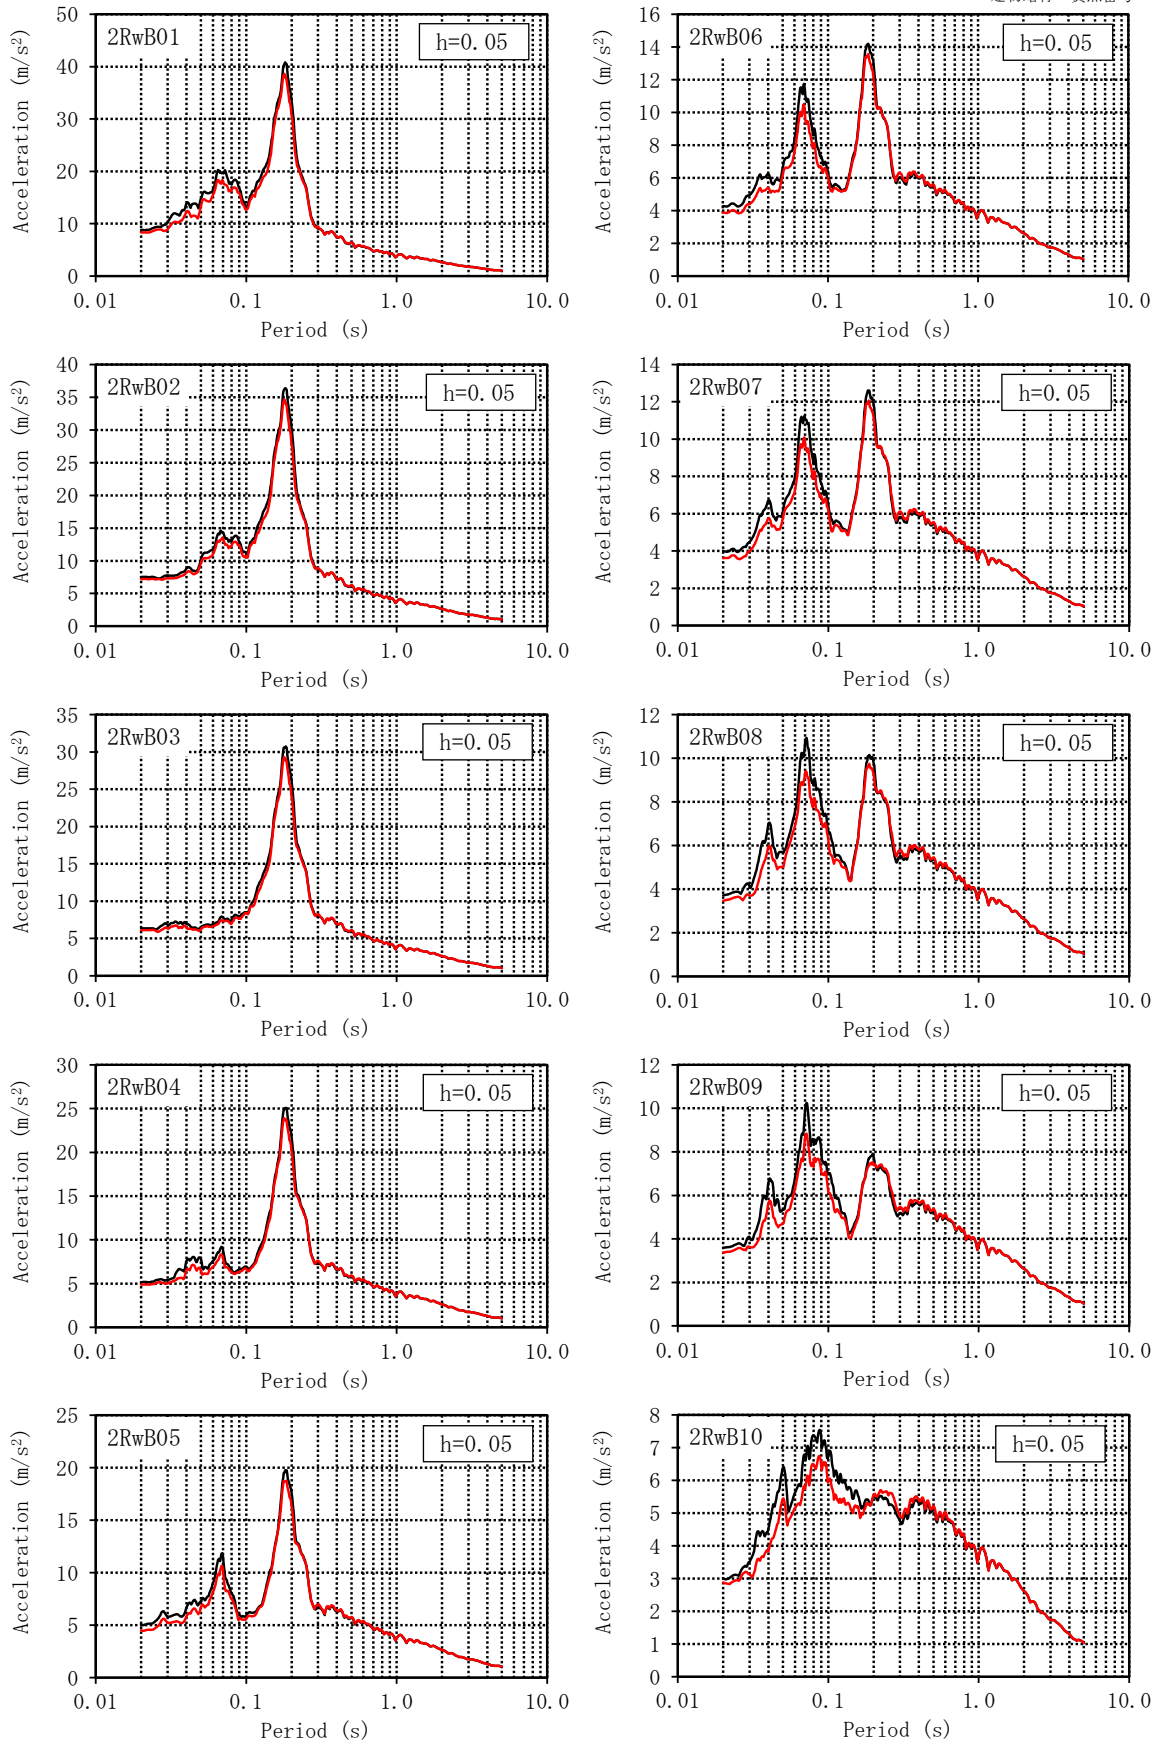 2RwB01
h=0.05
Acceleration (m/s²)
50
40
30
20
10
0
0.01 0.1 1.0 10.0
Period (s)
2RwB06
h=0.05
Acceleration (m/s²)
16
14
12
10
8
6
4
2
0
0.01 0.1 1.0 10.0
Period (s)
2RwB02
h=0.05
Acceleration (m/s²)
40
35
30
25
20
15
10
5
0
0.01 0.1 1.0 10.0
Period (s)
2RwB07
h=0.05
Acceleration (m/s²)
14
12
10
8
6
4
2
0
0.01 0.1 1.0 10.0
Period (s)
2RwB03
h=0.05
Acceleration (m/s²)
35
30
25
20
15
10
5
0
0.01 0.1 1.0 10.0
Period (s)
2RwB08
h=0.05
Acceleration (m/s²)
12
10
8
6
4
2
0
0.01 0.1 1.0 10.0
Period (s)
2RwB04
h=0.05
Acceleration (m/s²)
30
25
20
15
10
5
0
0.01 0.1 1.0 10.0
Period (s)
2RwB09
h=0.05
Acceleration (m/s²)
12
10
8
6
4
2
0
0.01 0.1 1.0 10.0
Period (s)
2RwB05
h=0.05
Acceleration (m/s²)
25
20
15
10
5
0
0.01 0.1 1.0 10.0
Period (s)
2RwB10
h=0.05
Acceleration (m/s²)
8
7
6
5
4
3
2
1
0
0.01 0.1 1.0 10.0
Period (s)